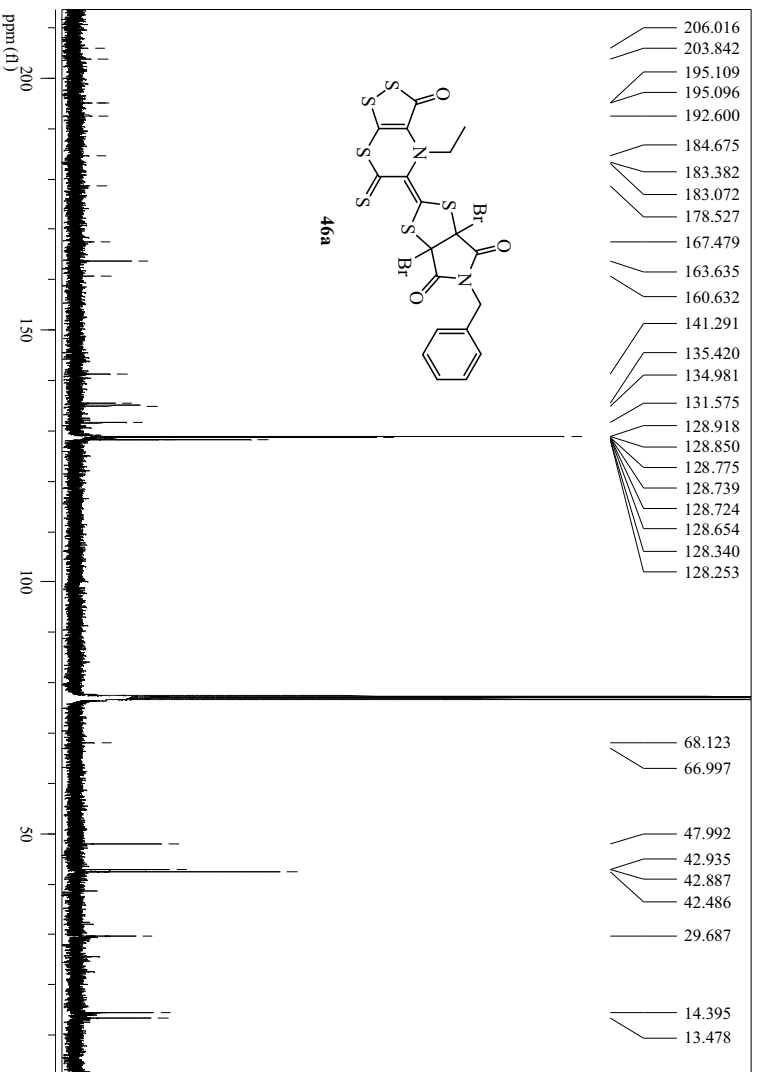 206.016
203.842
195.109
195.096
192.600
184.675
183.382
183.072
178.527
167.479
163.635
160.632
141.291
135.420
134.981
131.575
128.918
128.850
128.775
128.739
128.724
128.654
128.340
128.253
68.123
66.997
47.992
42.935
42.887
42.486
29.687
14.395
13.478
O
S
S
N
S
S
S
S
Br
Br
O
N
O
46a
200
150
100
50
ppm (f1)